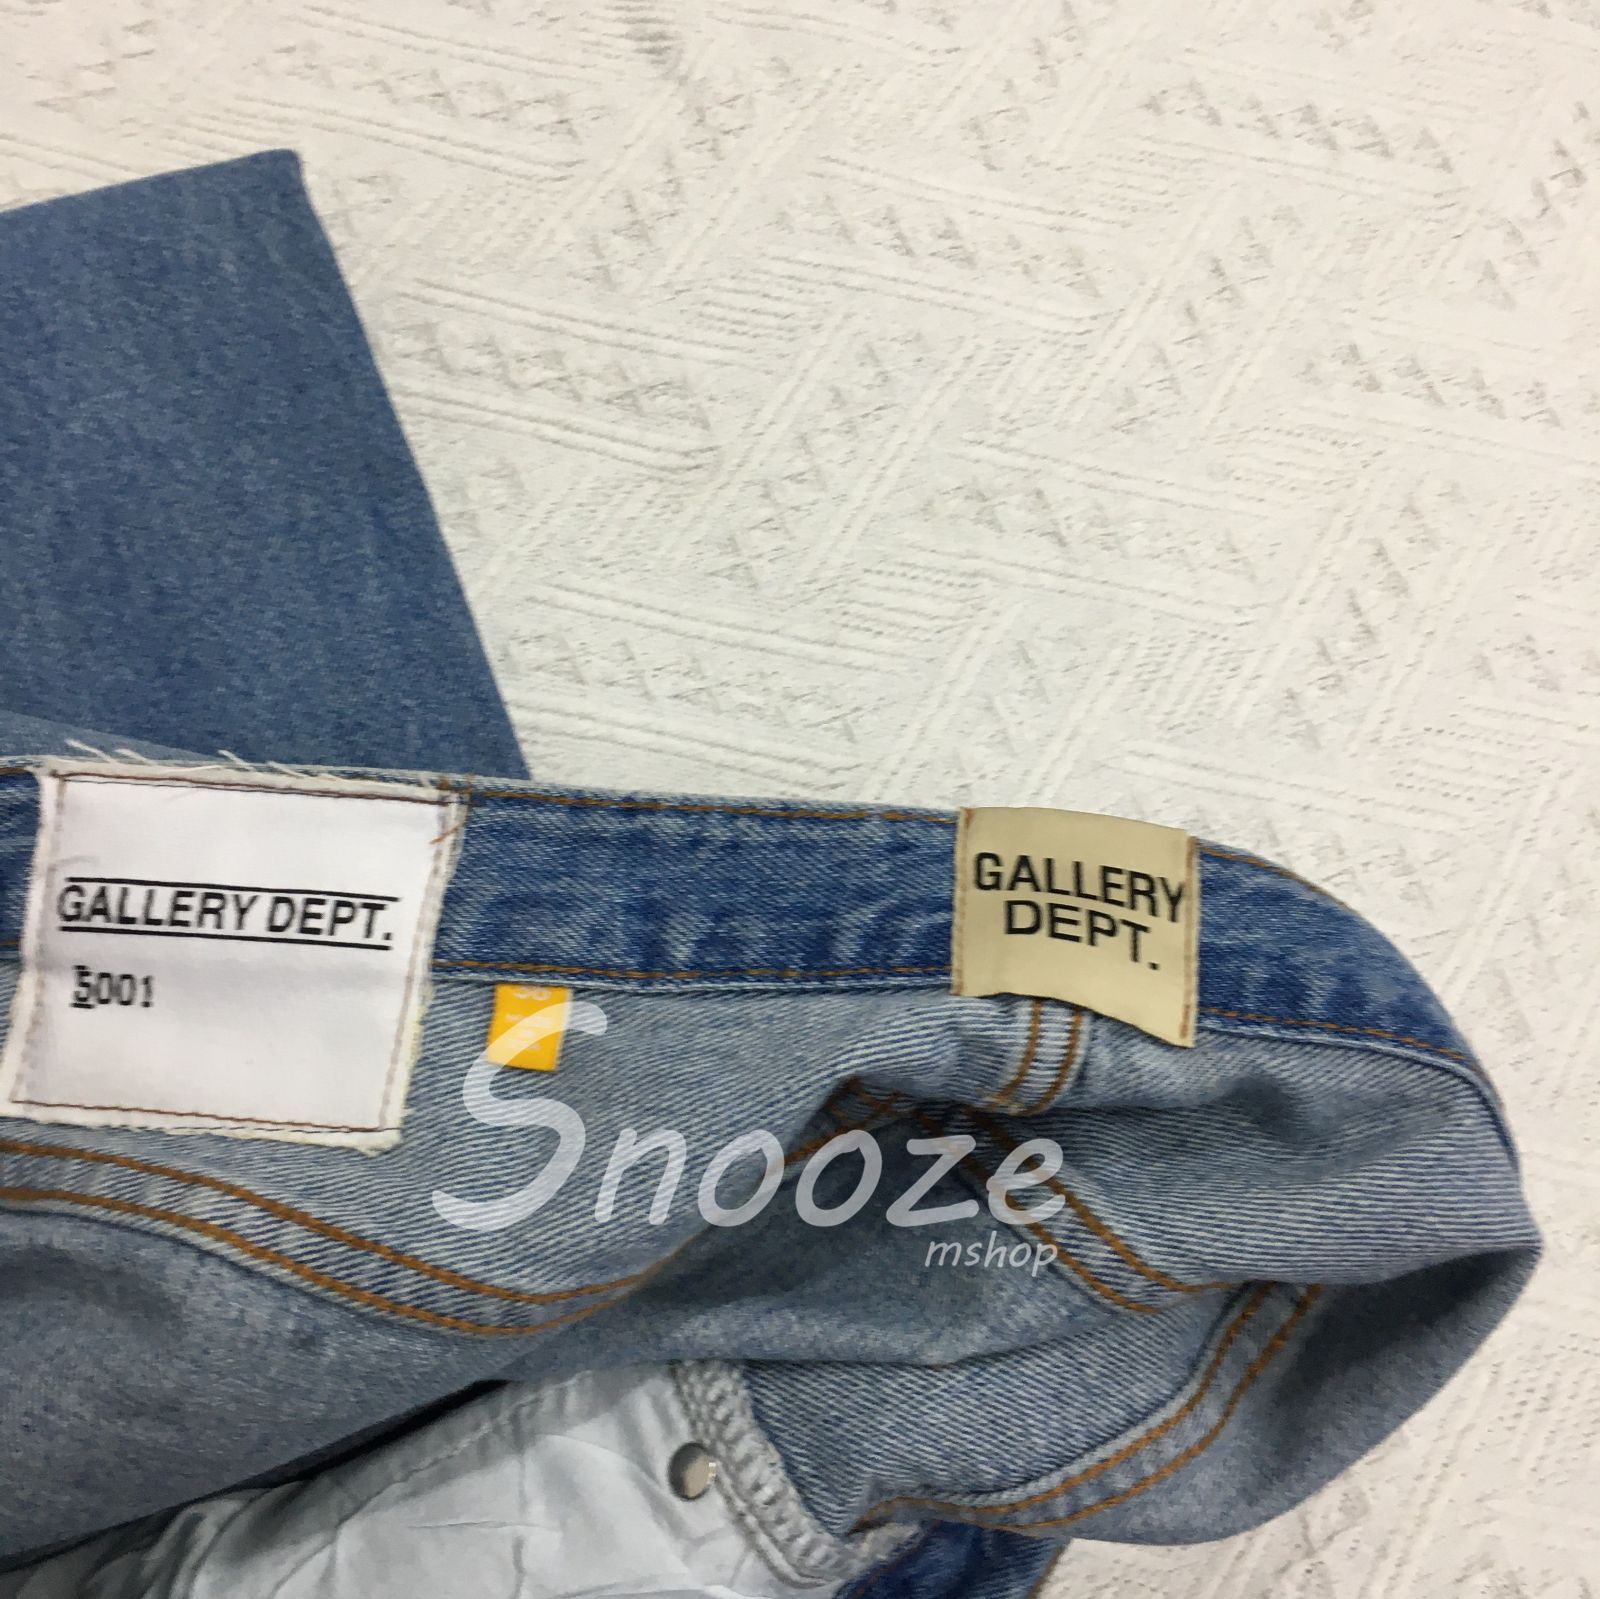 GALLERY DEPT.
5001
GALLERY
DEPT.
Snooze
mshop